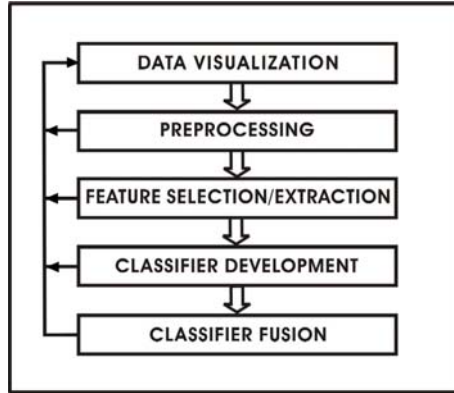 DATA VISUALIZATION
PREPROCESSING
FEATURE SELECTION/EXTRACTION
CLASSIFIER DEVELOPMENT
CLASSIFIER FUSION